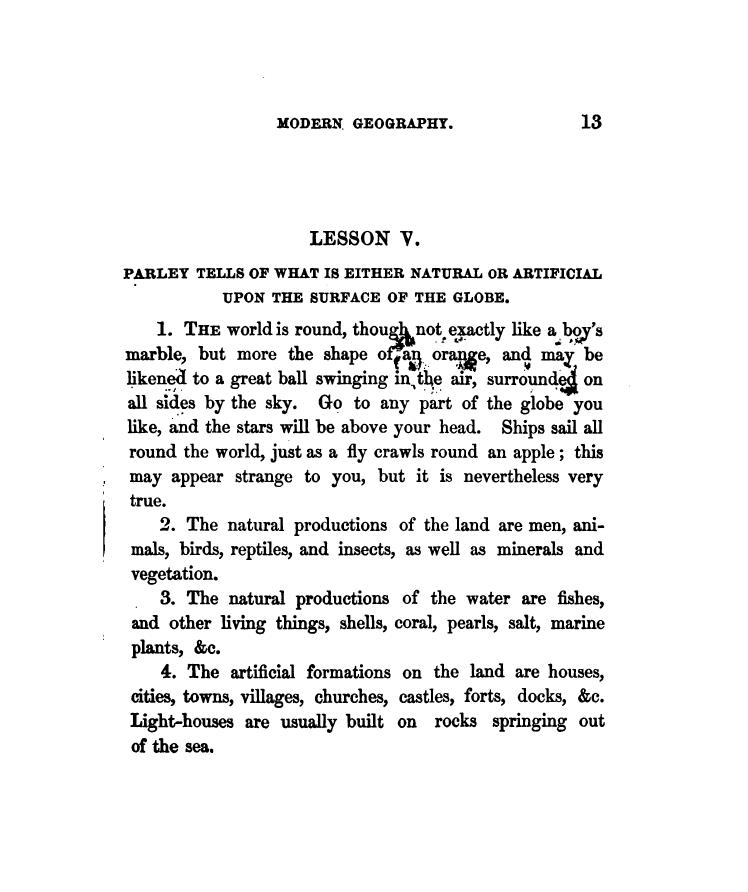 MODERN GEOGRAPHY. 13
LESSON V.
PARLEY TELLS OF WHAT IS EITHER NATURAL OR ARTIFICIAL
UPON THE SURFACE OF THE GLOBE.
1. THE world is round, though not exactly like a boy's
marble, but more the shape of an orange, and may be
likened to a great ball swinging in the air, surrounded on
all sides by the sky. Go to any part of the globe you
like, and the stars will be above your head. Ships sail all
round the world, just as a fly crawls round an apple; this
may appear strange to you, but it is nevertheless very
true.
2. The natural productions of the land are men, ani-
mals, birds, reptiles, and insects, as well as minerals and
vegetation.
3. The natural productions of the water are fishes,
and other living things, shells, coral, pearls, salt, marine
plants, &c.
4. The artificial formations on the land are houses,
cities, towns, villages, churches, castles, forts, docks, &c.
Light-houses are usually built on rocks springing out
of the sea.